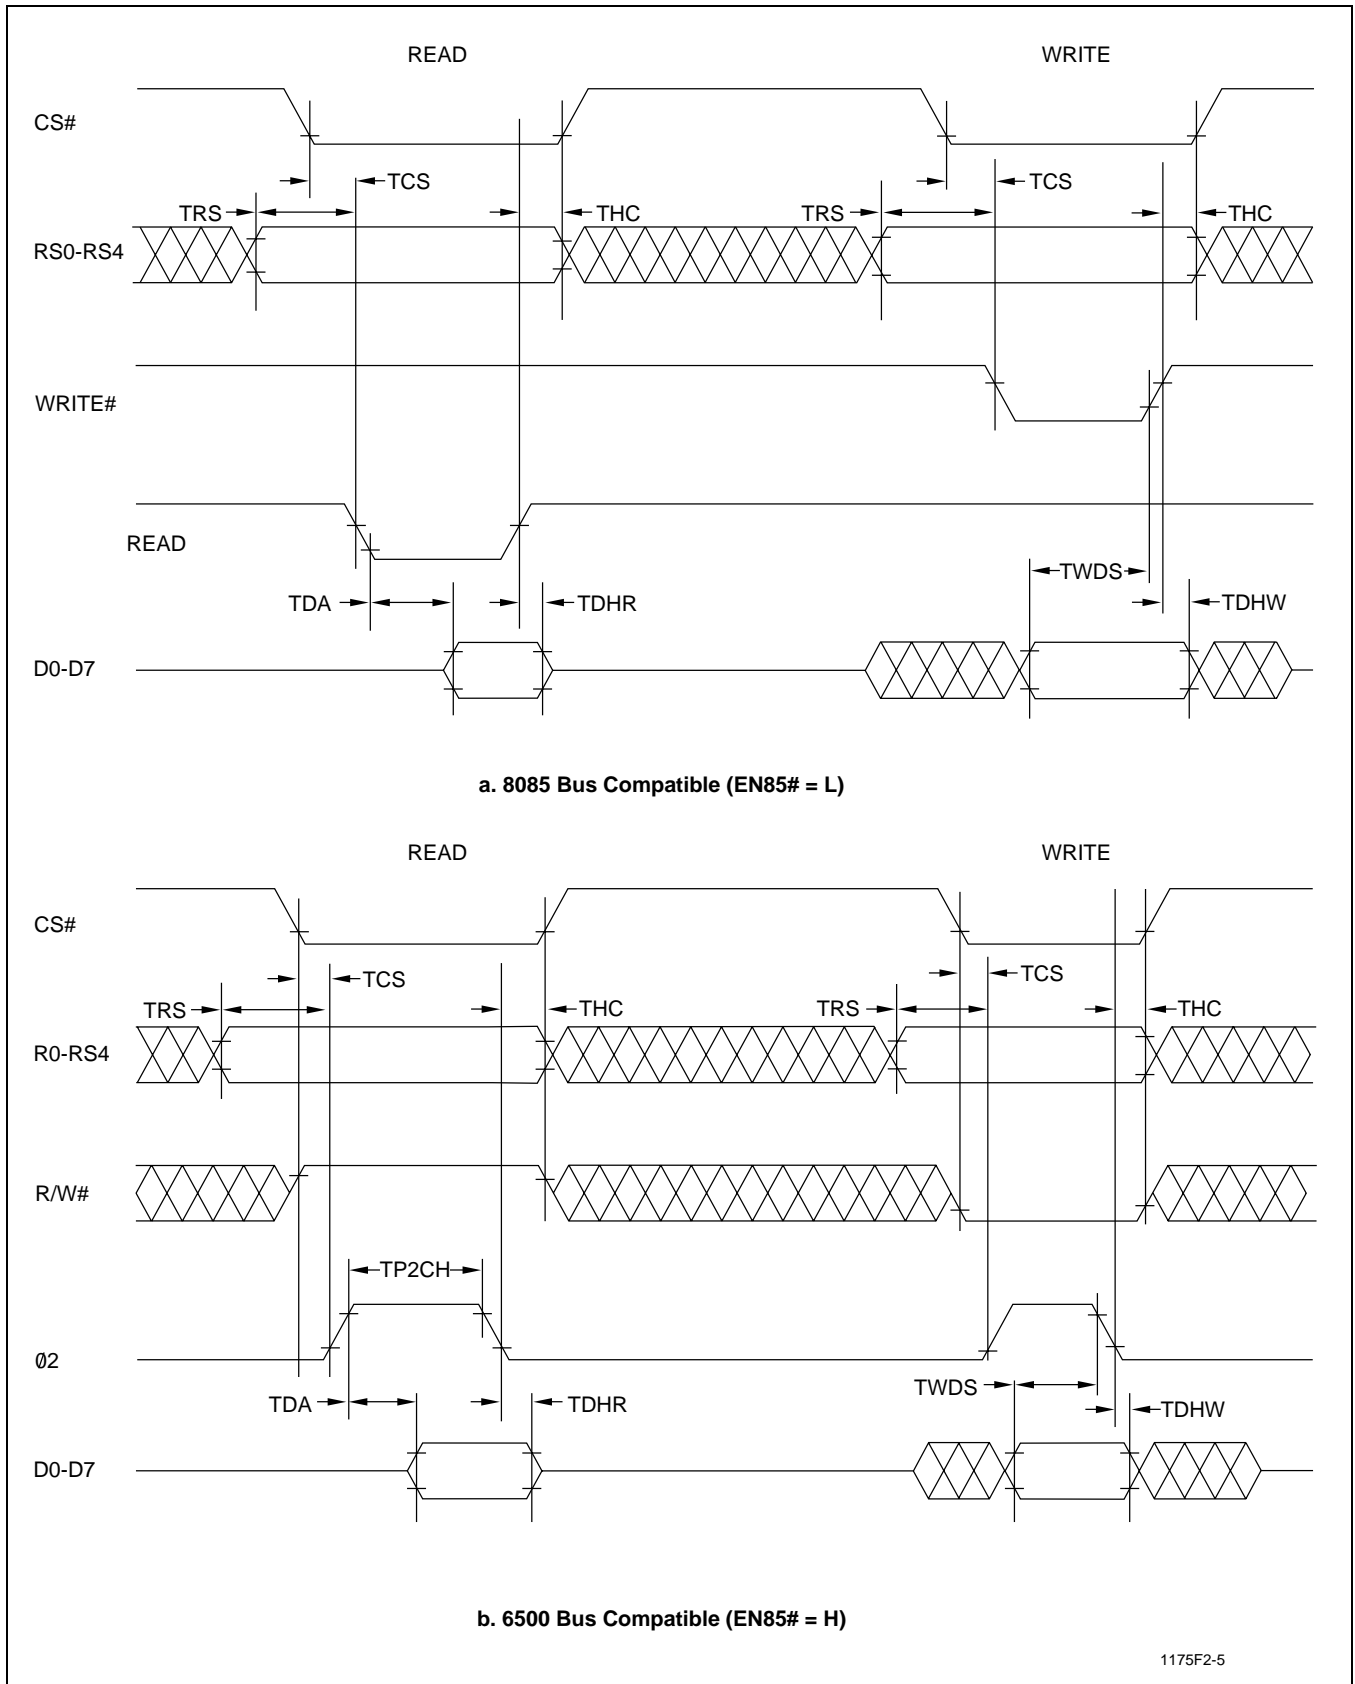 READ WRITE
CS#
TCS TCS
TRS THC TRS THC
RS0-RS4
WRITE#
READ
TWDS
TDA TDHR TDHW
D0-D7
a. 8085 Bus Compatible (EN85# = L)
READ WRITE
CS#
TCS TCS
TRS THC TRS THC
R0-RS4
R/W#
TP2CH
Ø2
TWDS
TDA TDHR TDHW
D0-D7
b. 6500 Bus Compatible (EN85# = H)
1175F2-5